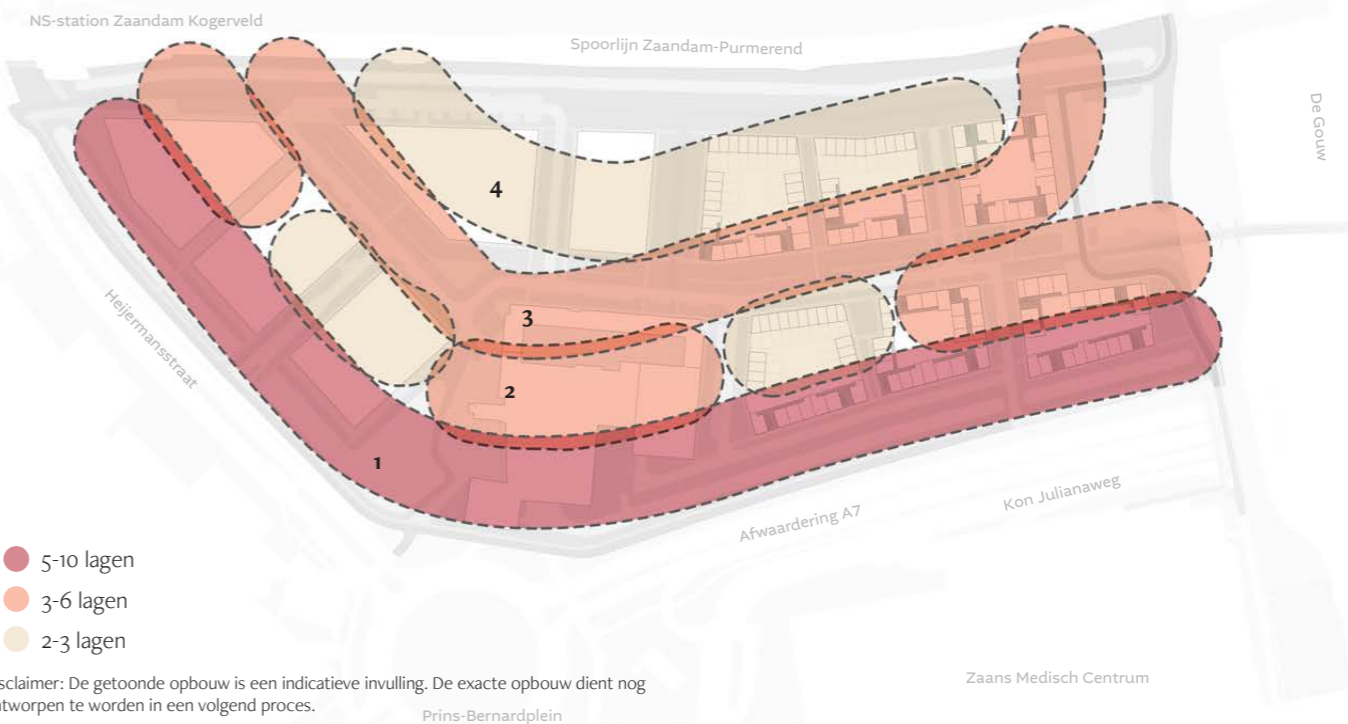 NS-station Zaandam Kogerveld
Spoorlijn Zaandam-Purmerend
De Gouw
4
Heijermansstraat
3
2
1
Kon Julianaweg
Afwaardering A7
5-10 lagen
3-6 lagen
2-3 lagen
sclaimer: De getoonde opbouw is een indicatieve invulling. De exacte opbouw dient nog
ntworpen te worden in een volgend proces.
Zaans Medisch Centrum
Prins-Bernardplein